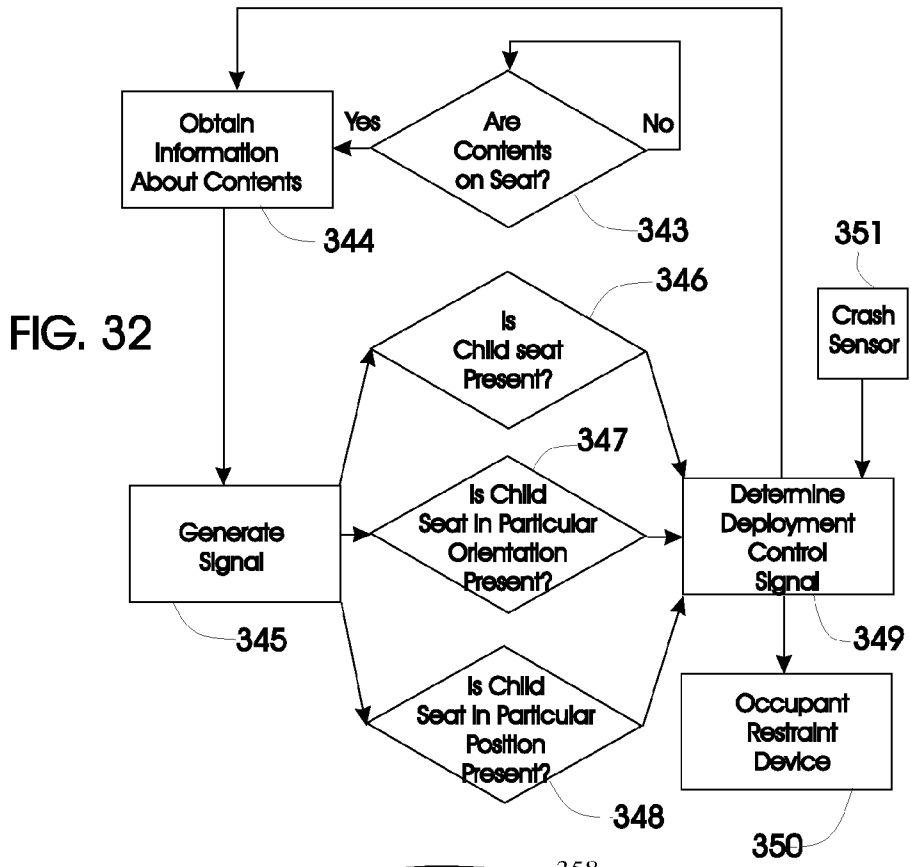 Obtain
Information
About Contents
Yes
Are
Contents
on Seat?
No
344
343
351
346
Crash
Sensor
FIG. 32
Is
Child seat
Present?
347
Generate
Signal
Is Child
Seat in Particular
Orientation
Present?
Determine
Deployment
Control
Signal
345
349
Is Child
Seat in Particular
Position
Present?
Occupant
Restraint
Device
348
350
358